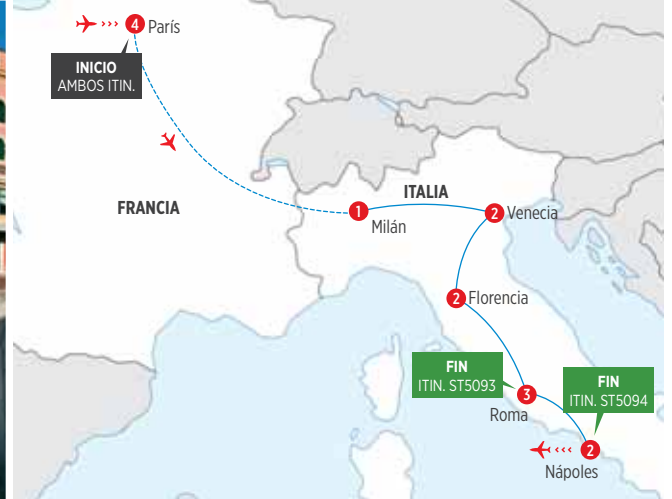 4 París
INICIO
AMBOS ITIN.
FRANCIA
ITALIA
1
Milán
2 Venecia
2 Florencia
FIN
ITIN. ST5093
3
Roma
FIN
ITIN. ST5094
2
Nápoles